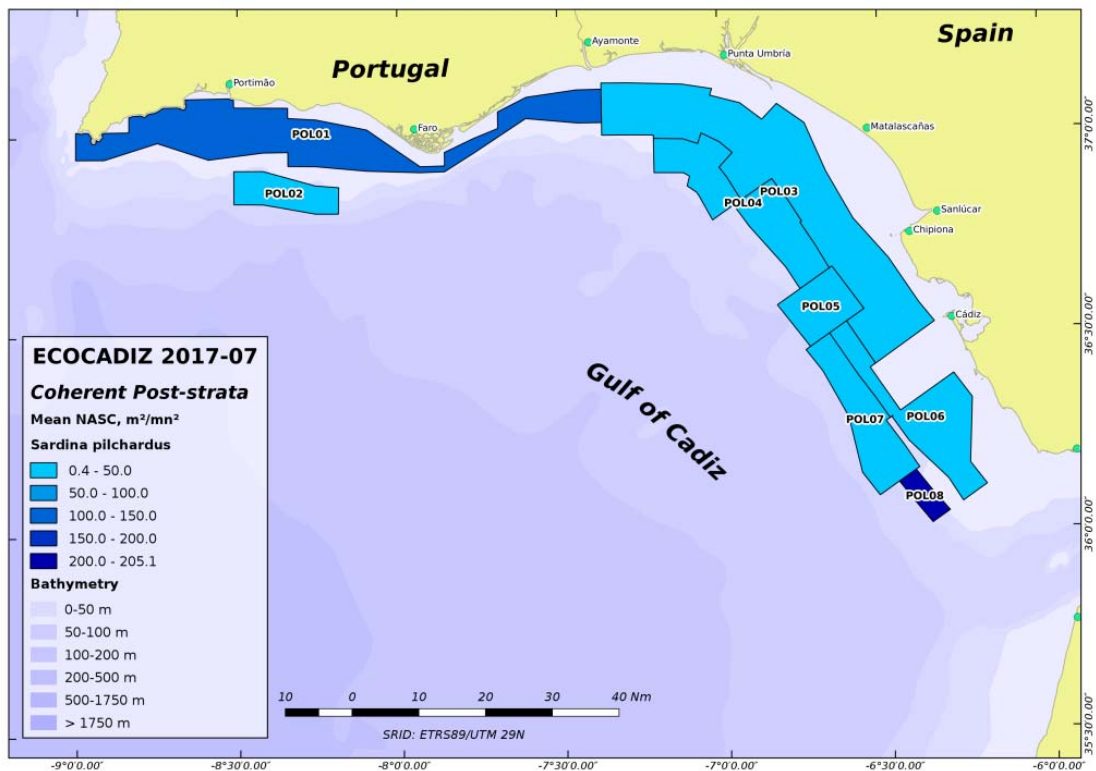 Spain
Portugal
Ayamonte
Punta Umbría
Portimão
Faro
Matalascañas
POL01
POL02
POL03
POL04
Sanlúcar
Chipiona
POL05
Cádiz
Gulf of Cadiz
POL07
POL06
POL08
ECOCADIZ 2017-07
Coherent Post-strata
Mean NASC, m²/mn²
Sardina pilchardus
0.4 - 50.0
50.0 - 100.0
100.0 - 150.0
150.0 - 200.0
200.0 - 205.1
Bathymetry
0-50 m
50-100 m
100-200 m
200-500 m
500-1750 m
> 1750 m
10 0 10 20 30 40 Nm
SRID: ETRS89/UTM 29N
37°0'0.00"
36°30'0.00"
36°0'0.00"
35°30'0.00"
-9°0'0.00" -8°30'0.00" -8°0'0.00" -7°30'0.00" -7°0'0.00" -6°30'0.00" -6°0'0.00"